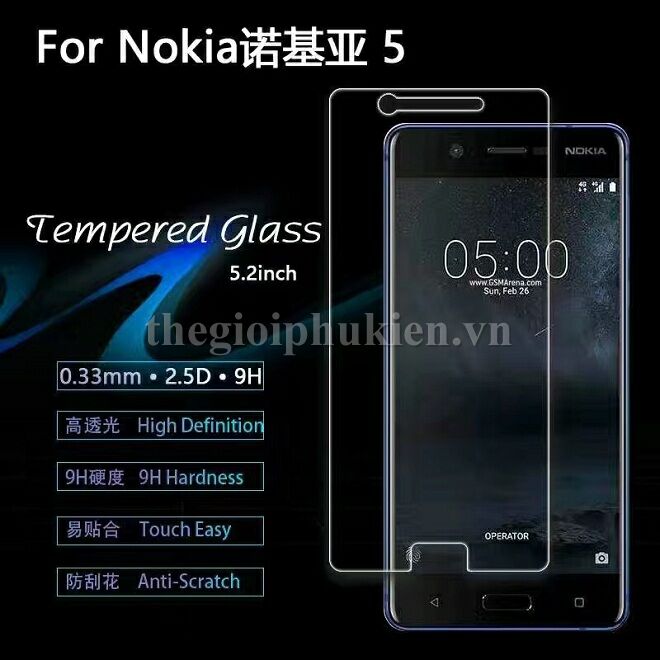 For Nokia诺基亚 5
NOKIA
4G 4G
Tempered Glass
5.2inch
05:00
www.GSMArena.com
Sun, Feb 26
thegioiphukien.vn
0.33mm • 2.5D • 9H
高透光 High Definition
9H硬度 9H Hardness
易贴合 Touch Easy
防刮花 Anti-Scratch
OPERATOR